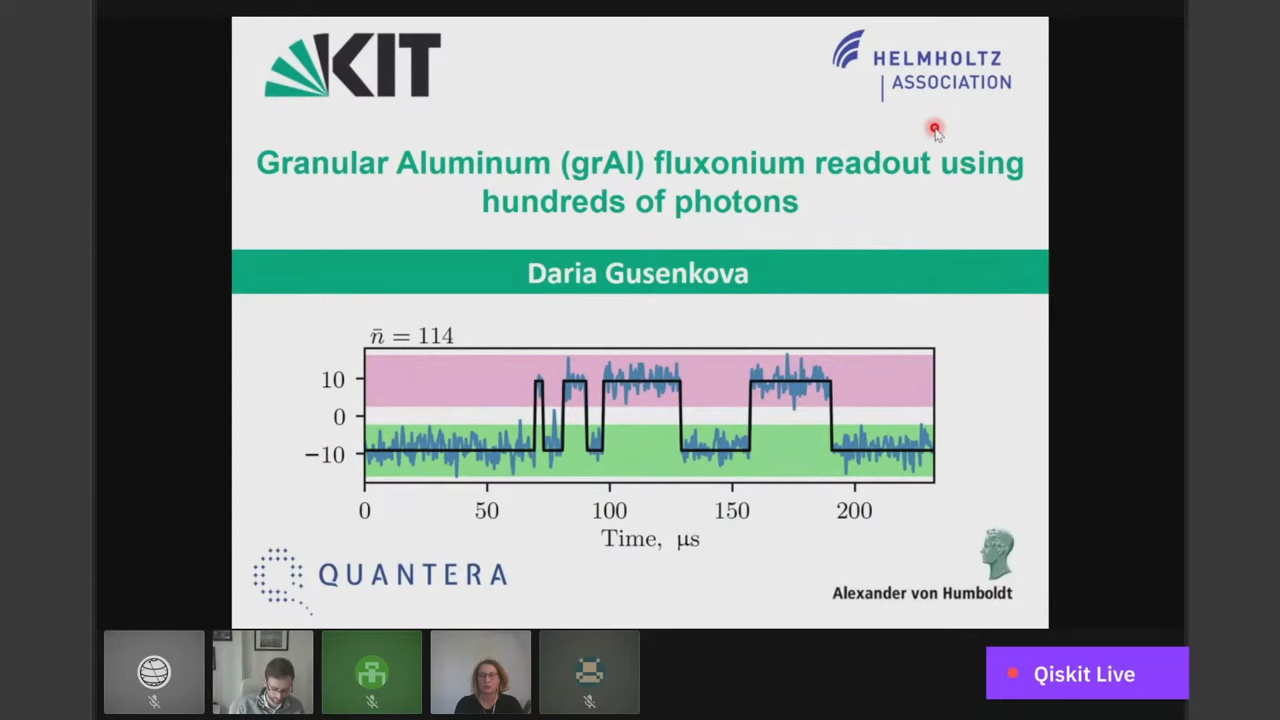 KIT
HELMHOLTZ
ASSOCIATION
Granular Aluminum (grAl) fluxonium readout using
hundreds of photons
Daria Gusenkova
n̄ = 114
10
0
−10
0 50 100 150 200
Time, μs
QUANTERA
Alexander von Humboldt
Qiskit Live